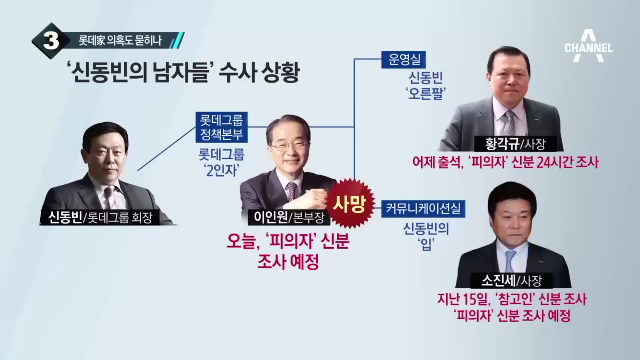 3
롯데家 의혹도 묻히나
CHANNEL A
'신동빈의 남자들' 수사 상황
운영실
신동빈
'오른팔'
황각규/사장
어제 출석, '피의자' 신분 24시간 조사
롯데그룹
정책본부
롯데그룹
'2인자'
신동빈/롯데그룹 회장
이인원/본부장
사망
오늘, '피의자' 신분
조사 예정
커뮤니케이션실
신동빈의
'입'
소진세/사장
지난 15일, '참고인' 신분 조사
'피의자' 신분 조사 예정